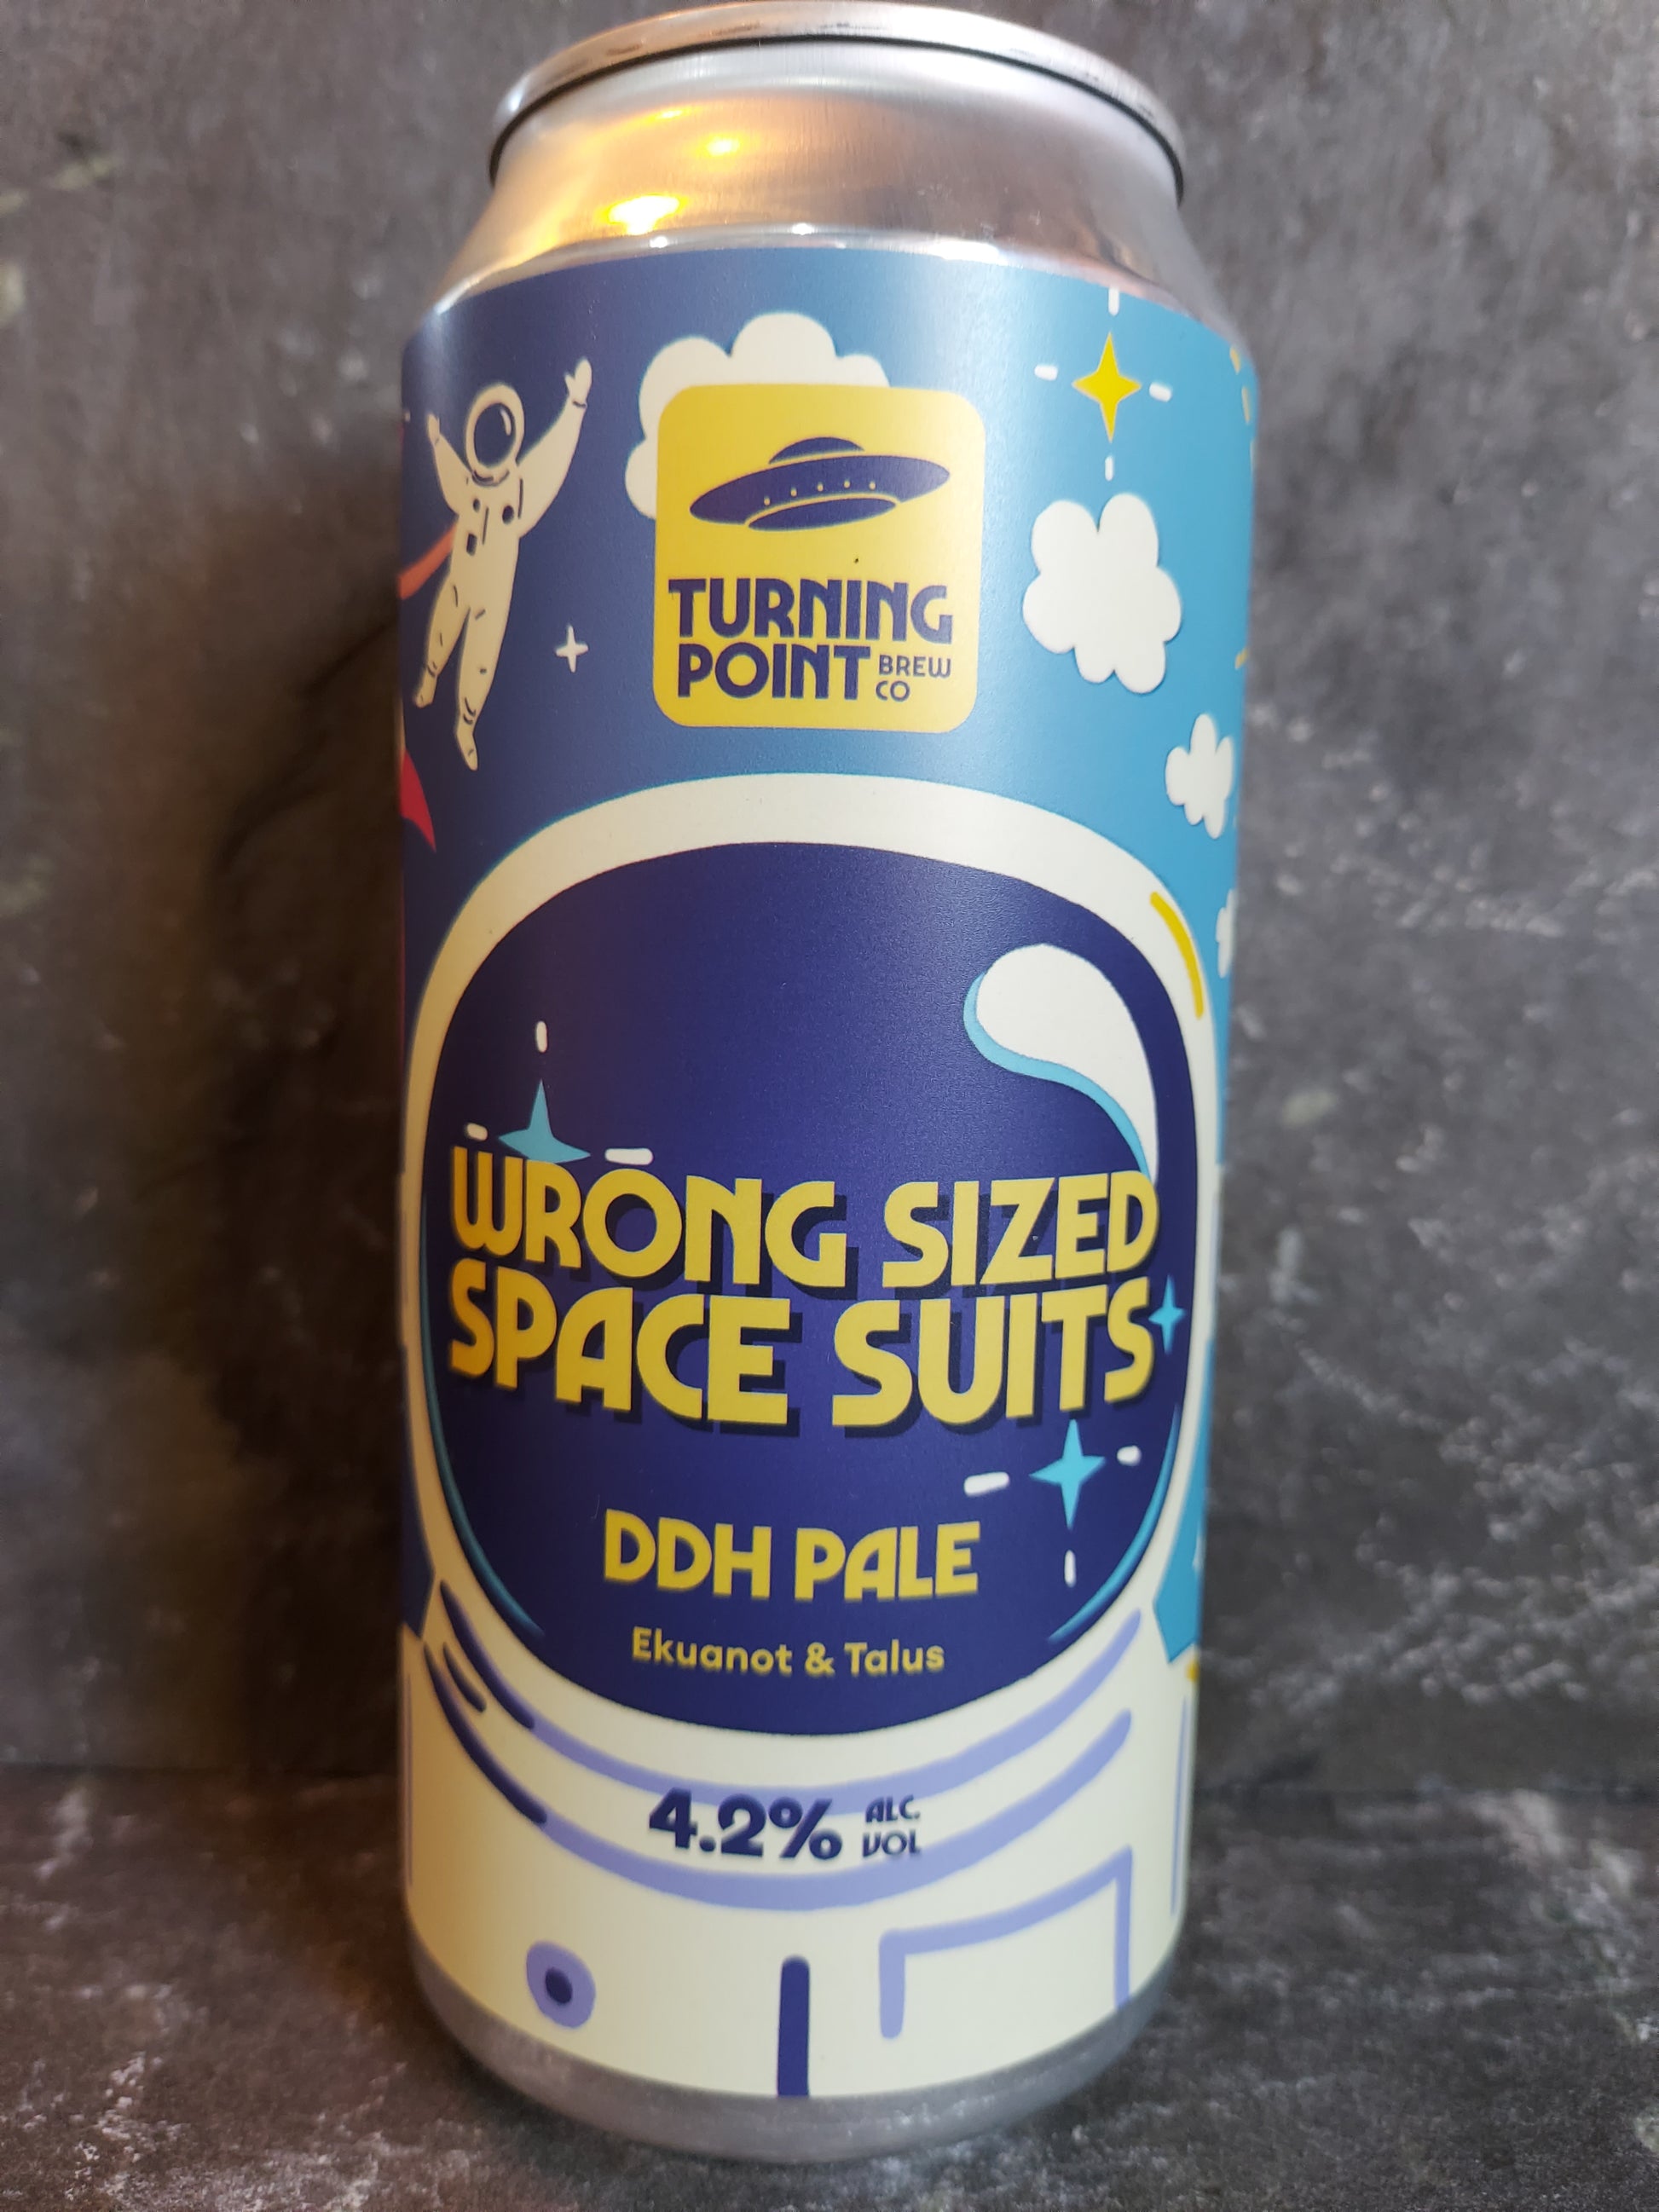 TURNING
POINT BREW
CO
WRONG SIZED
SPACE SUITS
DDH PALE
Ekuanot & Talus
4.2% ALC.
VOL